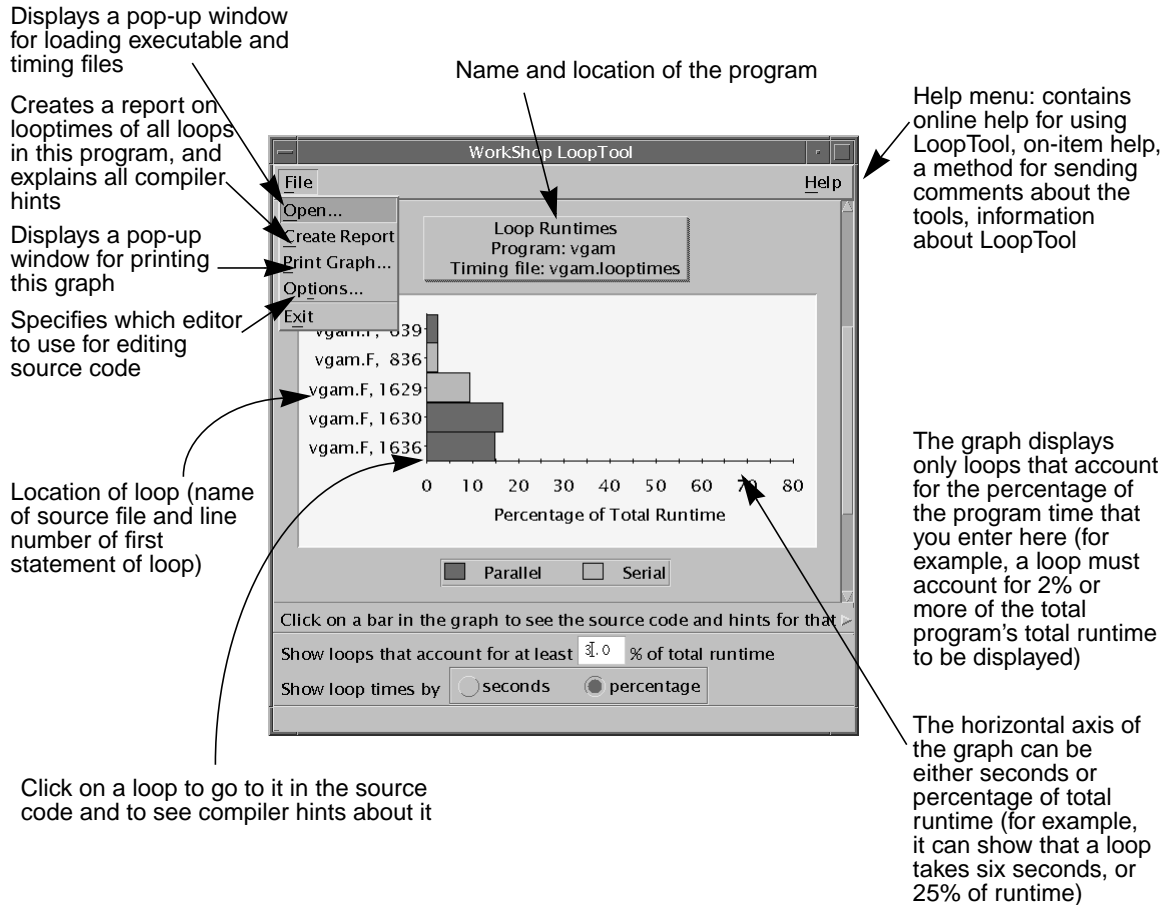 Displays a pop-up window
for loading executable and
timing files
Name and location of the program
Creates a report on
looptimes of all loops
in this program, and
explains all compiler
hints
Displays a pop-up
window for printing
this graph
Specifies which editor
to use for editing
source code
Location of loop (name
of source file and line
number of first
statement of loop)
Click on a loop to go to it in the source
code and to see compiler hints about it
Help menu: contains
online help for using
LoopTool, on-item help,
a method for sending
comments about the
tools, information
about LoopTool
The graph displays
only loops that account
for the percentage of
the program time that
you enter here (for
example, a loop must
account for 2% or
more of the total
program's total runtime
to be displayed)
The horizontal axis of
the graph can be
either seconds or
percentage of total
runtime (for example,
it can show that a loop
takes six seconds, or
25% of runtime)
WorkShop LoopTool
File Help
Open...
Create Report
Print Graph...
Options...
Exit
Loop Runtimes
Program: vgam
Timing file: vgam.looptimes
vgam.F, 639
vgam.F, 836
vgam.F, 1629
vgam.F, 1630
vgam.F, 1636
0 10 20 30 40 50 60 70 80
Percentage of Total Runtime
Parallel Serial
Click on a bar in the graph to see the source code and hints for that
Show loops that account for at least 3.0 % of total runtime
Show loop times by seconds percentage